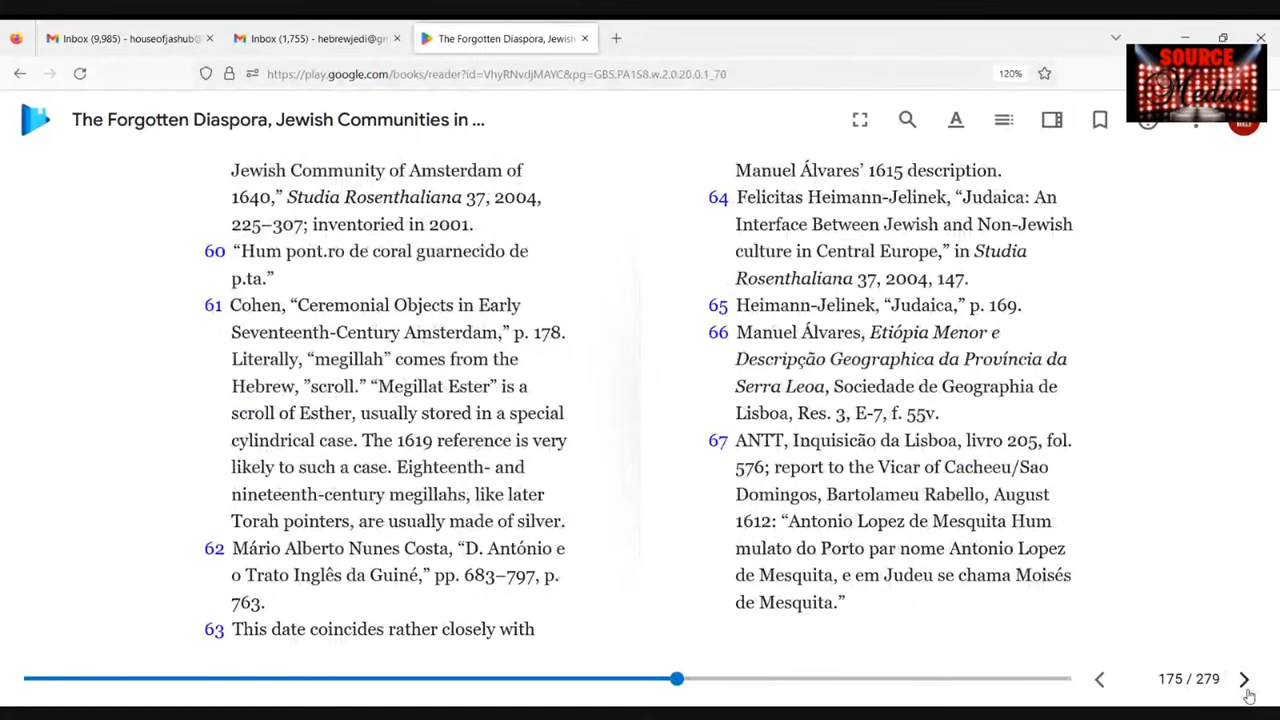 Inbox (9,985) - houseofjashub@
Inbox (1,755) - hebrewjedi@gm
The Forgotten Diaspora, Jewish
https://play.google.com/books/reader?id=VhyRNvdjMAYC&pg=GBS.PA158.w.2.0.20.0.1_70
120%
SOURCE
Media
The Forgotten Diaspora, Jewish Communities in ...
Jewish Community of Amsterdam of
1640,” Studia Rosenthaliana 37, 2004,
225–307; inventoried in 2001.
60 “Hum pont.ro de coral guarnecido de
p.ta.”
61 Cohen, “Ceremonial Objects in Early
Seventeenth-Century Amsterdam,” p. 178.
Literally, “megillah” comes from the
Hebrew, ”scroll.” “Megillat Ester” is a
scroll of Esther, usually stored in a special
cylindrical case. The 1619 reference is very
likely to such a case. Eighteenth- and
nineteenth-century megillahs, like later
Torah pointers, are usually made of silver.
62 Mário Alberto Nunes Costa, “D. António e
o Trato Inglês da Guiné,” pp. 683–797, p.
763.
63 This date coincides rather closely with
Manuel Álvares’ 1615 description.
64 Felicitas Heimann-Jelinek, “Judaica: An
Interface Between Jewish and Non-Jewish
culture in Central Europe,” in Studia
Rosenthaliana 37, 2004, 147.
65 Heimann-Jelinek, “Judaica,” p. 169.
66 Manuel Álvares, Etiópia Menor e
Descripção Geographica da Província da
Serra Leoa, Sociedade de Geographia de
Lisboa, Res. 3, E-7, f. 55v.
67 ANTT, Inquisicão da Lisboa, livro 205, fol.
576; report to the Vicar of Cacheeu/Sao
Domingos, Bartolameu Rabello, August
1612: “Antonio Lopez de Mesquita Hum
mulato do Porto par nome Antonio Lopez
de Mesquita, e em Judeu se chama Moisés
de Mesquita.”
175 / 279